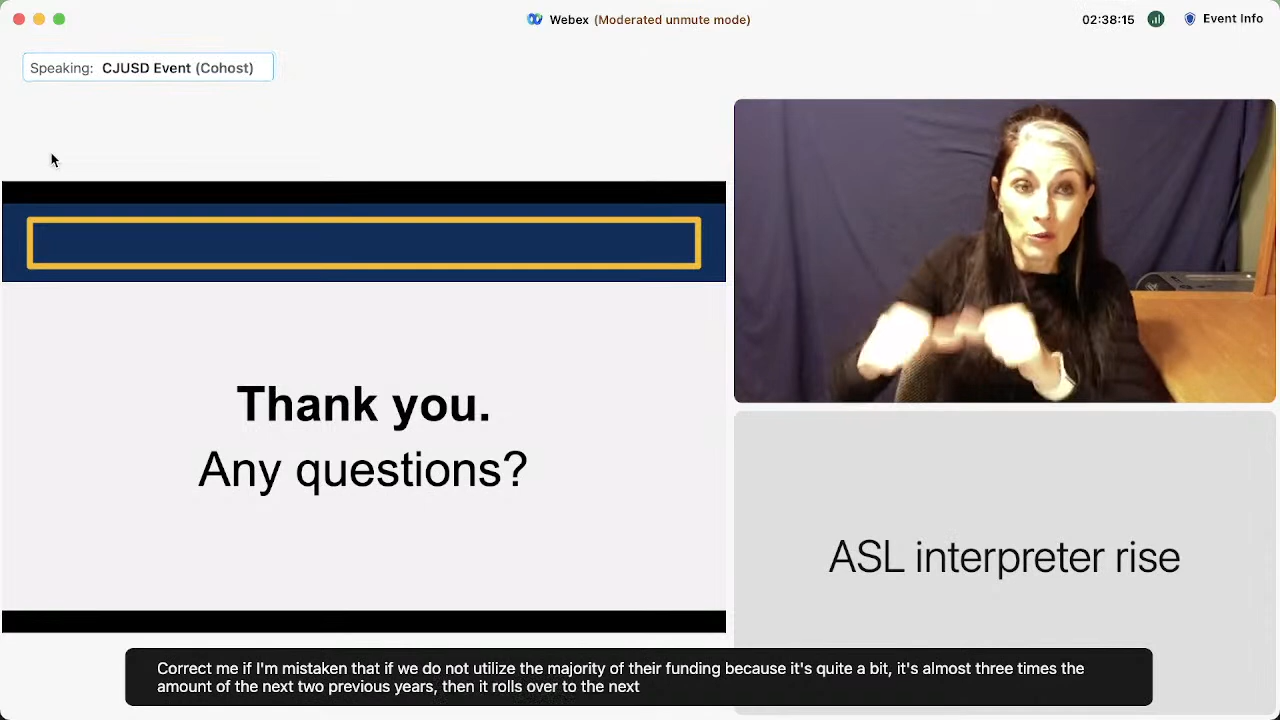 Webex (Moderated unmute mode)
02:38:15
Event Info
Speaking: CJUSD Event (Cohost)
Thank you.
Any questions?
ASL interpreter rise
Correct me if I'm mistaken that if we do not utilize the majority of their funding because it's quite a bit, it's almost three times the
amount of the next two previous years, then it rolls over to the next